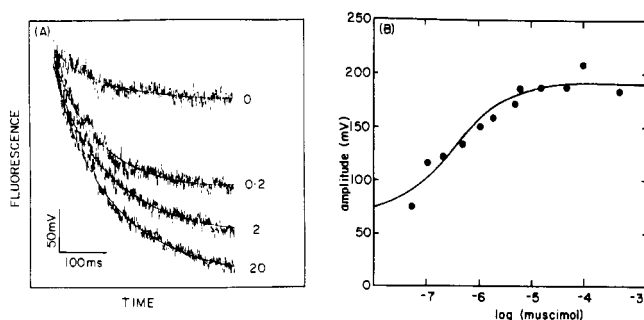 (A)
FLUORESCENCE
0
0·2
2
20
50mV
100ms
TIME
(B)
amplitude (mV)
250
200
150
100
50
0
-7 -6 -5 -4 -3
log (muscimol)